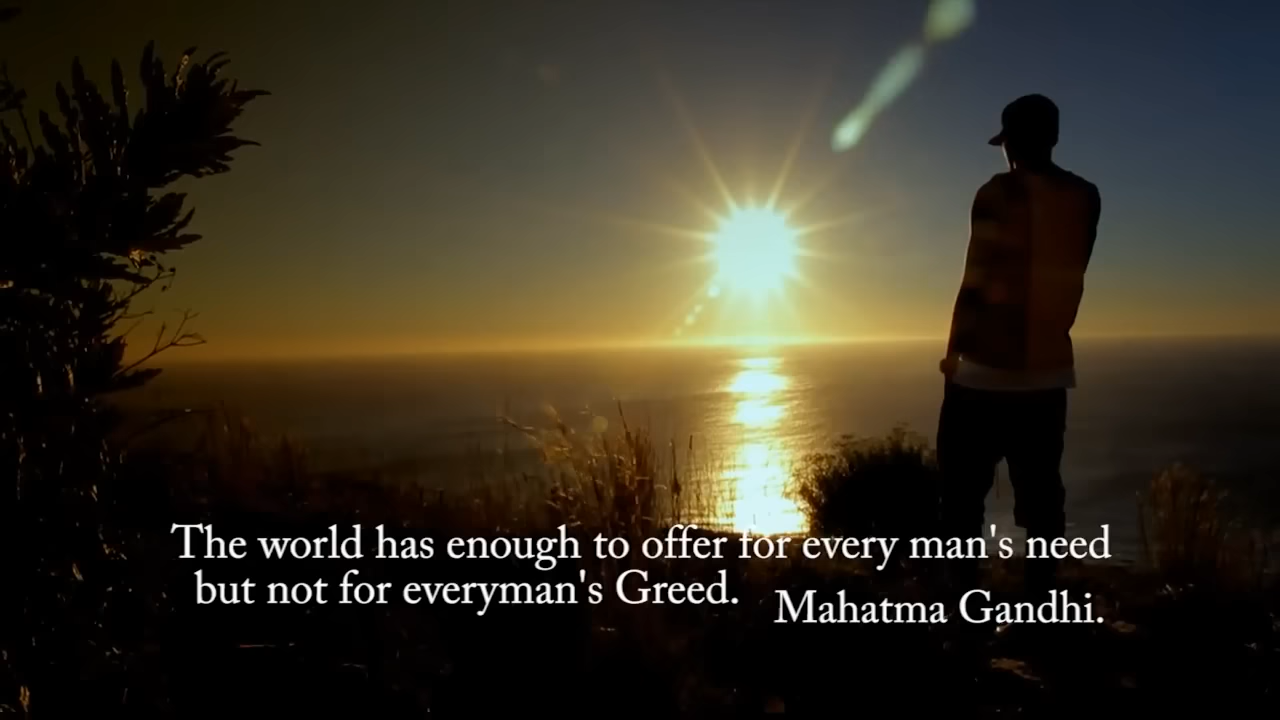 The world has enough to offer for every man's need
but not for everyman's Greed.
Mahatma Gandhi.